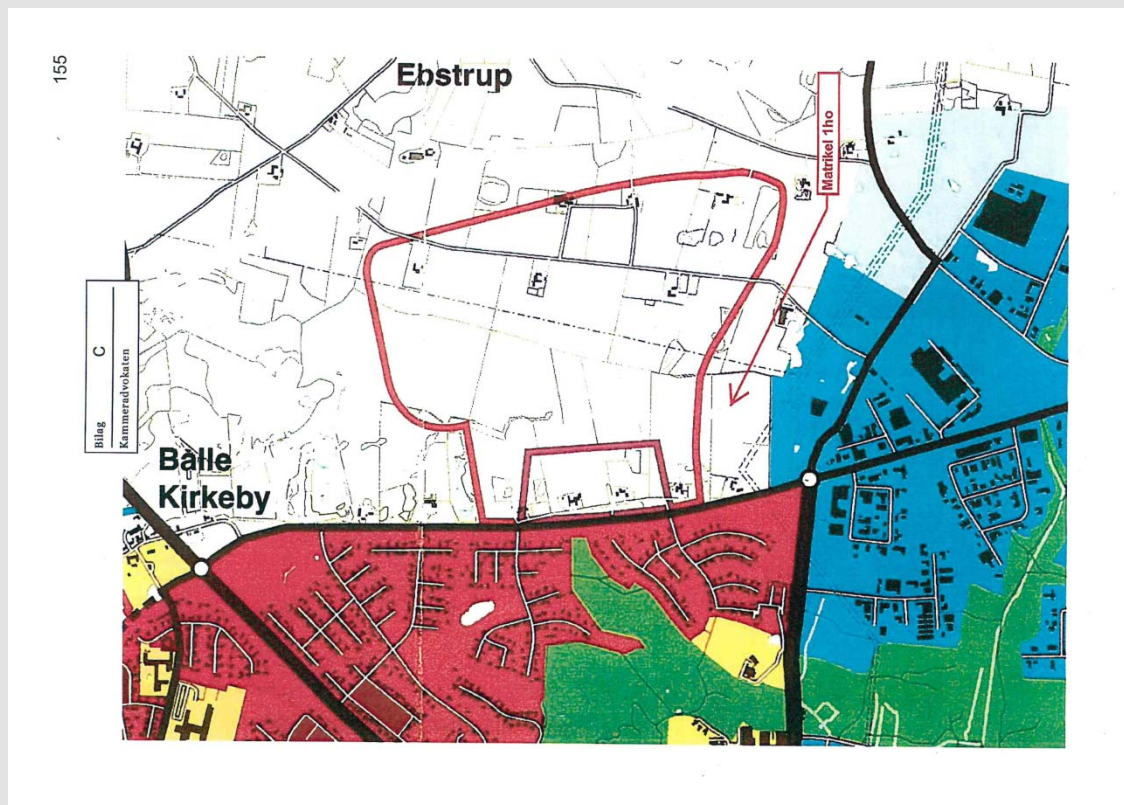 155
Ebstrup
Matrikel 1ho
Bilag C
Kammeradvokaten
Balle
Kirkeby